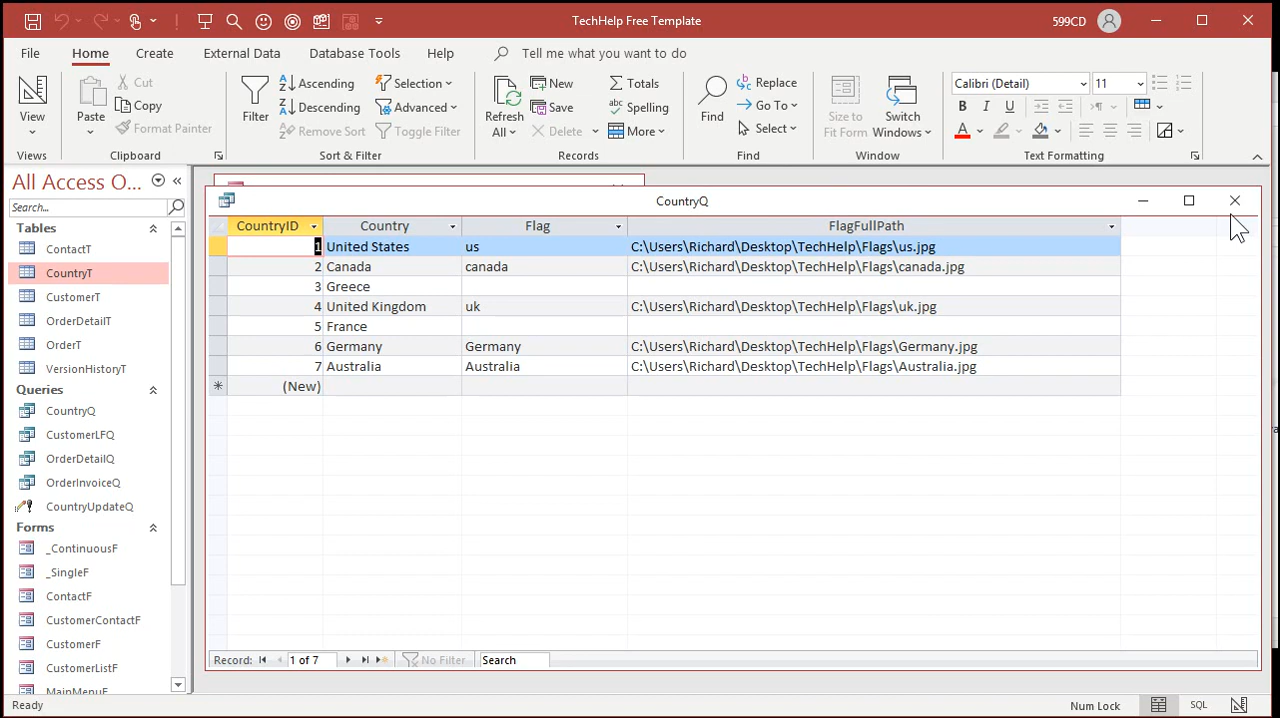 TechHelp Free Template
599CD
File Home Create External Data Database Tools Help Tell me what you want to do
View
Views
Paste
Cut
Copy
Format Painter
Clipboard
Filter
Ascending
Descending
Remove Sort
Selection
Advanced
Toggle Filter
Sort & Filter
Refresh
All
New
Save
Delete
Totals
Spelling
More
Records
Find
Replace
Go To
Select
Find
Size to
Fit Form
Switch
Windows
Window
Calibri (Detail) 11
B I U
A
Text Formatting
All Access O...
Search...
Tables
ContactT
CountryT
CustomerT
OrderDetailT
OrderT
VersionHistoryT
Queries
CountryQ
CustomerLFQ
OrderDetailQ
OrderInvoiceQ
CountryUpdateQ
Forms
_ContinuousF
_SingleF
ContactF
CustomerContactF
CustomerF
CustomerListF
MainMenuF
CountryQ
CountryID Country Flag FlagFullPath
1 United States us C:\Users\Richard\Desktop\TechHelp\Flags\us.jpg
2 Canada canada C:\Users\Richard\Desktop\TechHelp\Flags\canada.jpg
3 Greece
4 United Kingdom uk C:\Users\Richard\Desktop\TechHelp\Flags\uk.jpg
5 France
6 Germany Germany C:\Users\Richard\Desktop\TechHelp\Flags\Germany.jpg
7 Australia Australia C:\Users\Richard\Desktop\TechHelp\Flags\Australia.jpg
(New)
Record: 1 of 7 No Filter Search
Ready
Num Lock SQL